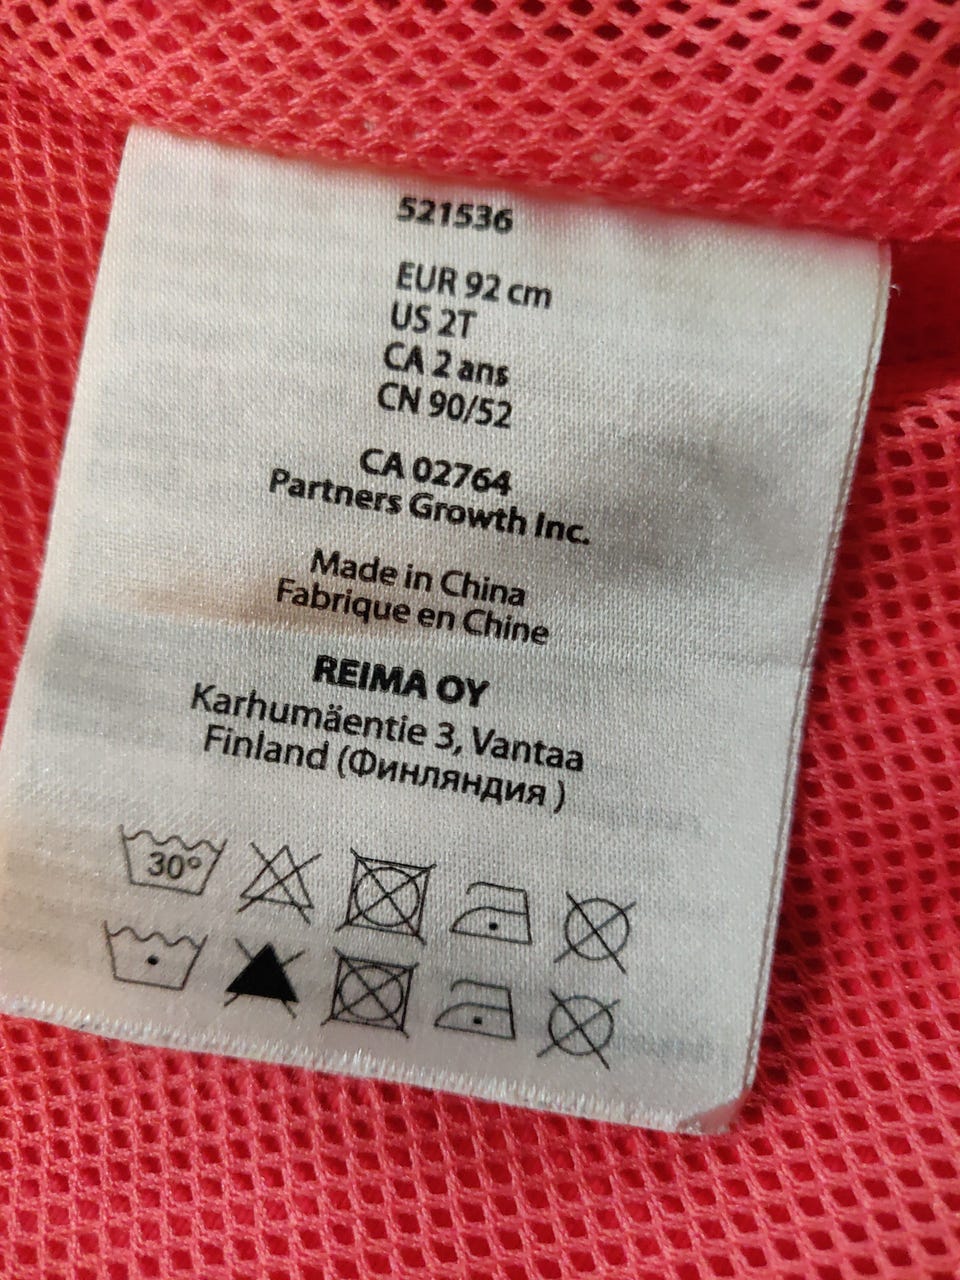 521536
EUR 92 cm
US 2T
CA 2 ans
CN 90/52
CA 02764
Partners Growth Inc.
Made in China
Fabrique en Chine
REIMA OY
Karhumäentie 3, Vantaa
Finland (Финляндия )
30°